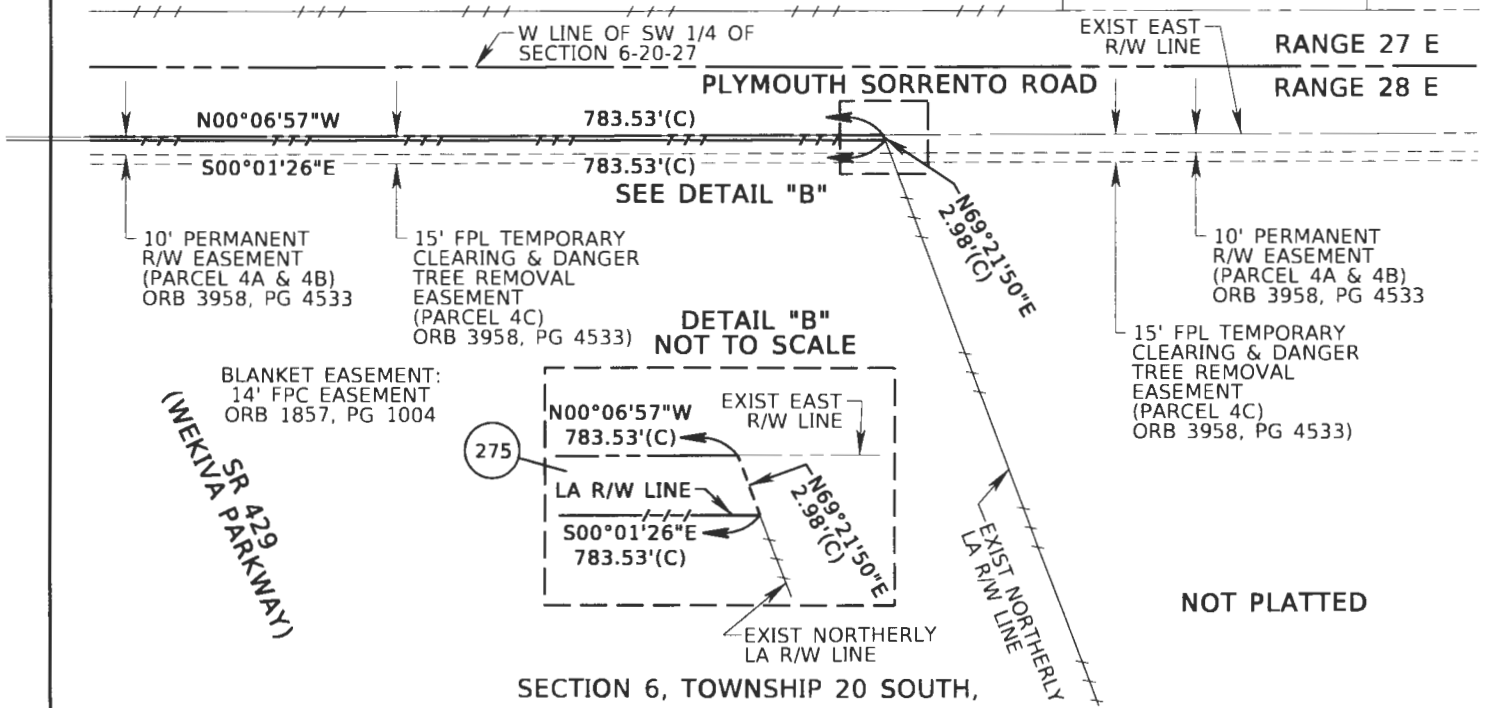 W LINE OF SW 1/4 OF
SECTION 6-20-27
EXIST EAST
R/W LINE
RANGE 27 E
PLYMOUTH SORRENTO ROAD
RANGE 28 E
N00°06'57"W
783.53'(C)
S00°01'26"E
783.53'(C)
SEE DETAIL "B"
N69°21'50"E
2.98'(C)
10' PERMANENT
R/W EASEMENT
(PARCEL 4A & 4B)
ORB 3958, PG 4533
15' FPL TEMPORARY
CLEARING & DANGER
TREE REMOVAL
EASEMENT
(PARCEL 4C)
ORB 3958, PG 4533)
10' PERMANENT
R/W EASEMENT
(PARCEL 4A & 4B)
ORB 3958, PG 4533
15' FPL TEMPORARY
CLEARING & DANGER
TREE REMOVAL
EASEMENT
(PARCEL 4C)
ORB 3958, PG 4533)
BLANKET EASEMENT:
14' FPC EASEMENT
ORB 1857, PG 1004
SR 429
(WEKIVA PARKWAY)
DETAIL "B"
NOT TO SCALE
N00°06'57"W
783.53'(C)
EXIST EAST
R/W LINE
275
LA R/W LINE
S00°01'26"E
783.53'(C)
N69°21'50"E
2.98'(C)
EXIST NORTHERLY
LA R/W LINE
EXIST NORTHERLY
LA R/W LINE
NOT PLATTED
SECTION 6, TOWNSHIP 20 SOUTH,